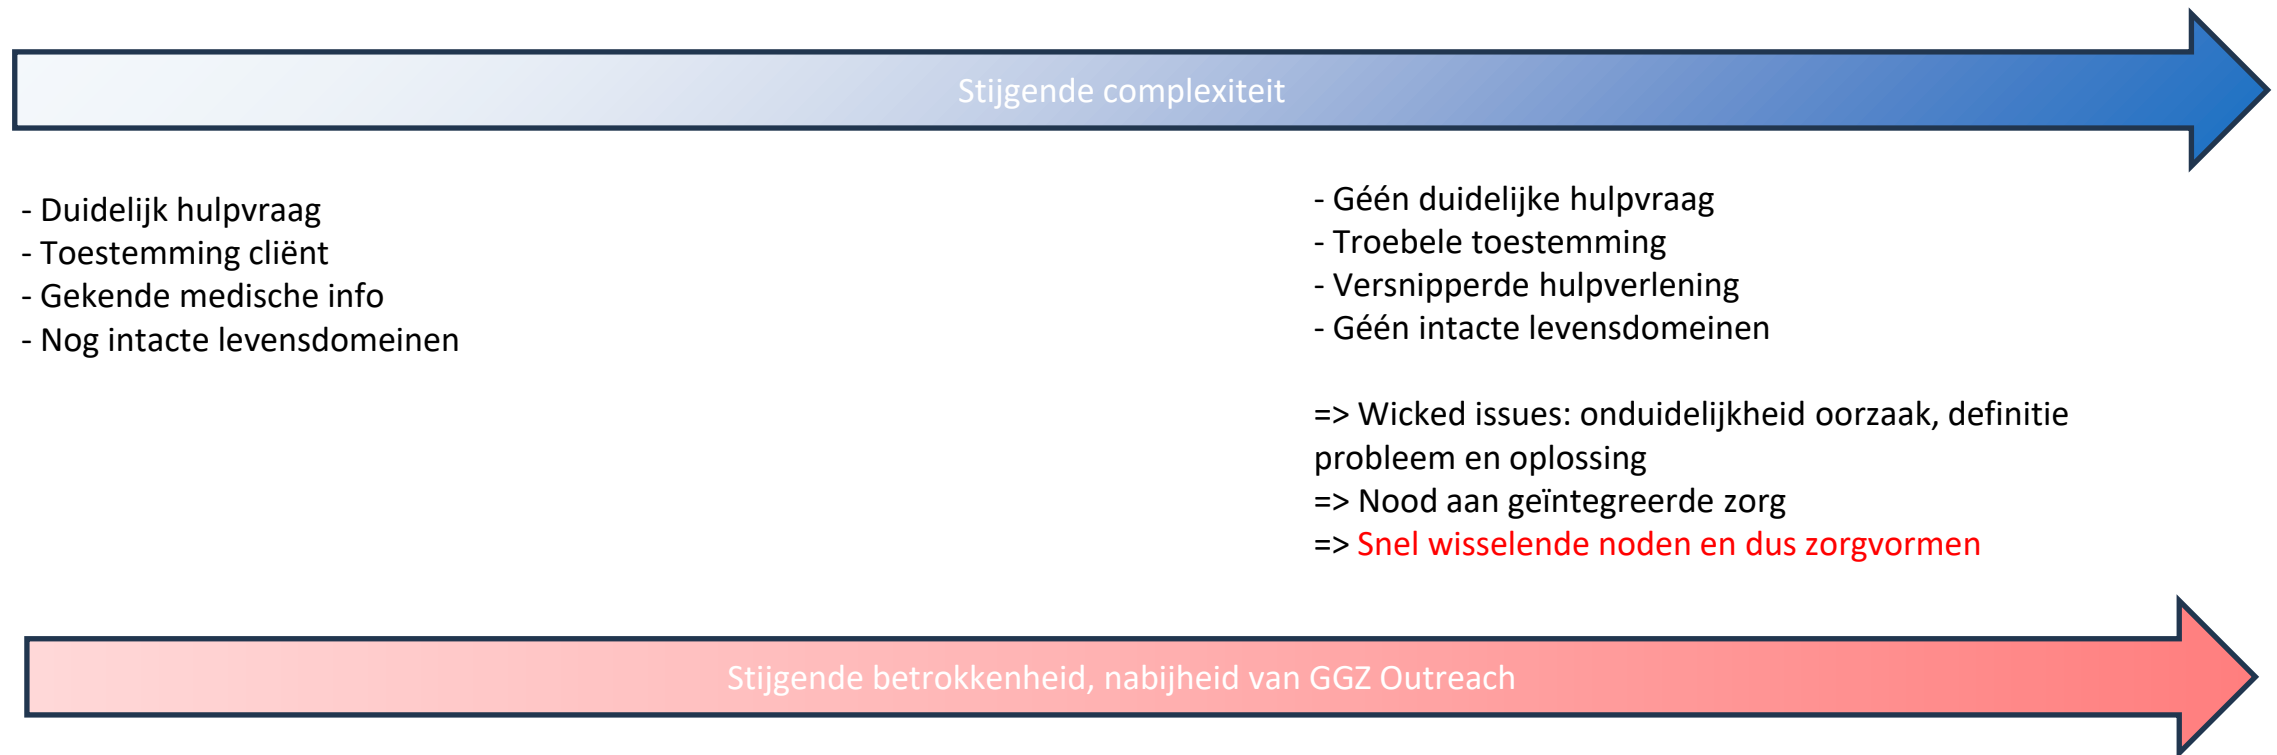 Stijgende complexiteit
- Duidelijk hulpvraag
- Toestemming cliënt
- Gekende medische info
- Nog intacte levensdomeinen
- Géén duidelijke hulpvraag
- Troebele toestemming
- Versnipperde hulpverlening
- Géén intacte levensdomeinen
=> Wicked issues: onduidelijkheid oorzaak, definitie
probleem en oplossing
=> Nood aan geïntegreerde zorg
=> Snel wisselende noden en dus zorgvormen
Stijgende betrokkenheid, nabijheid van GGZ Outreach